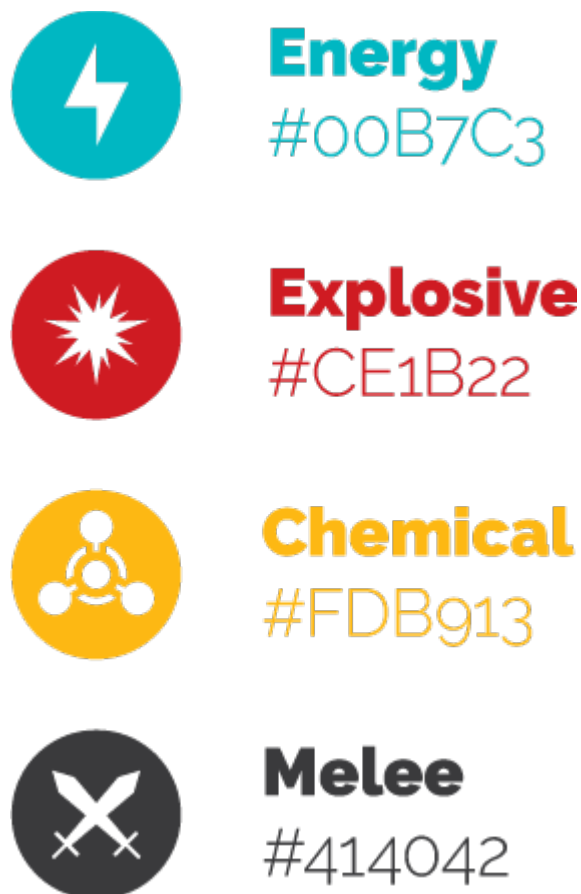 Energy
#00B7C3
Explosive
#CE1B22
Chemical
#FDB913
Melee
#414042